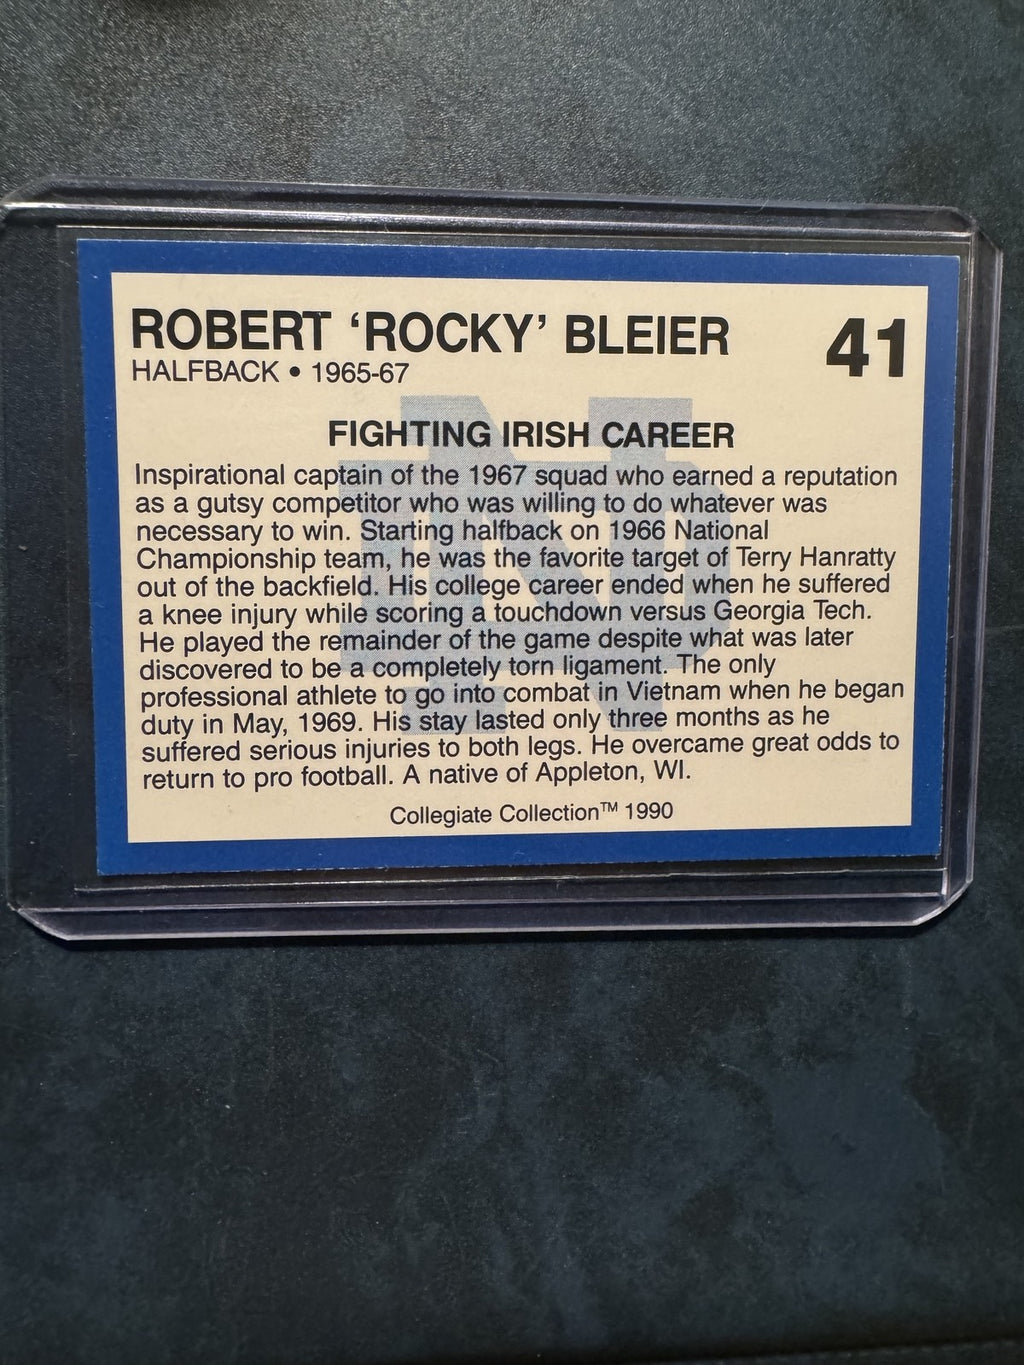 ROBERT ‘ROCKY’ BLEIER 41
HALFBACK • 1965-67
FIGHTING IRISH CAREER
Inspirational captain of the 1967 squad who earned a reputation
as a gutsy competitor who was willing to do whatever was
necessary to win. Starting halfback on 1966 National
Championship team, he was the favorite target of Terry Hanratty
out of the backfield. His college career ended when he suffered
a knee injury while scoring a touchdown versus Georgia Tech.
He played the remainder of the game despite what was later
discovered to be a completely torn ligament. The only
professional athlete to go into combat in Vietnam when he began
duty in May, 1969. His stay lasted only three months as he
suffered serious injuries to both legs. He overcame great odds to
return to pro football. A native of Appleton, WI.
Collegiate Collection™ 1990